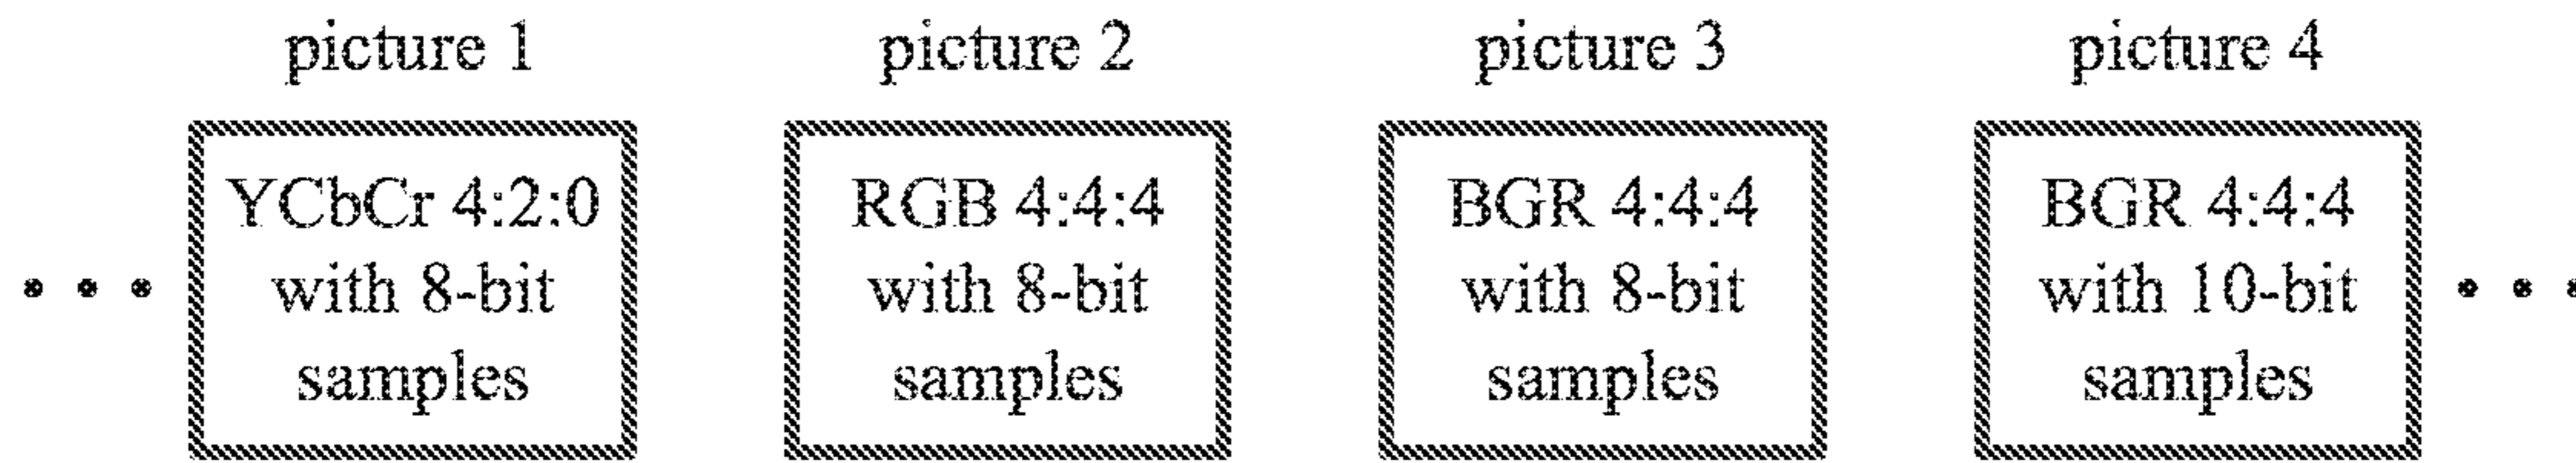 picture 1
YCbCr 4:2:0
with 8-bit
samples
picture 2
RGB 4:4:4
with 8-bit
samples
picture 3
BGR 4:4:4
with 8-bit
samples
picture 4
BGR 4:4:4
with 10-bit
samples